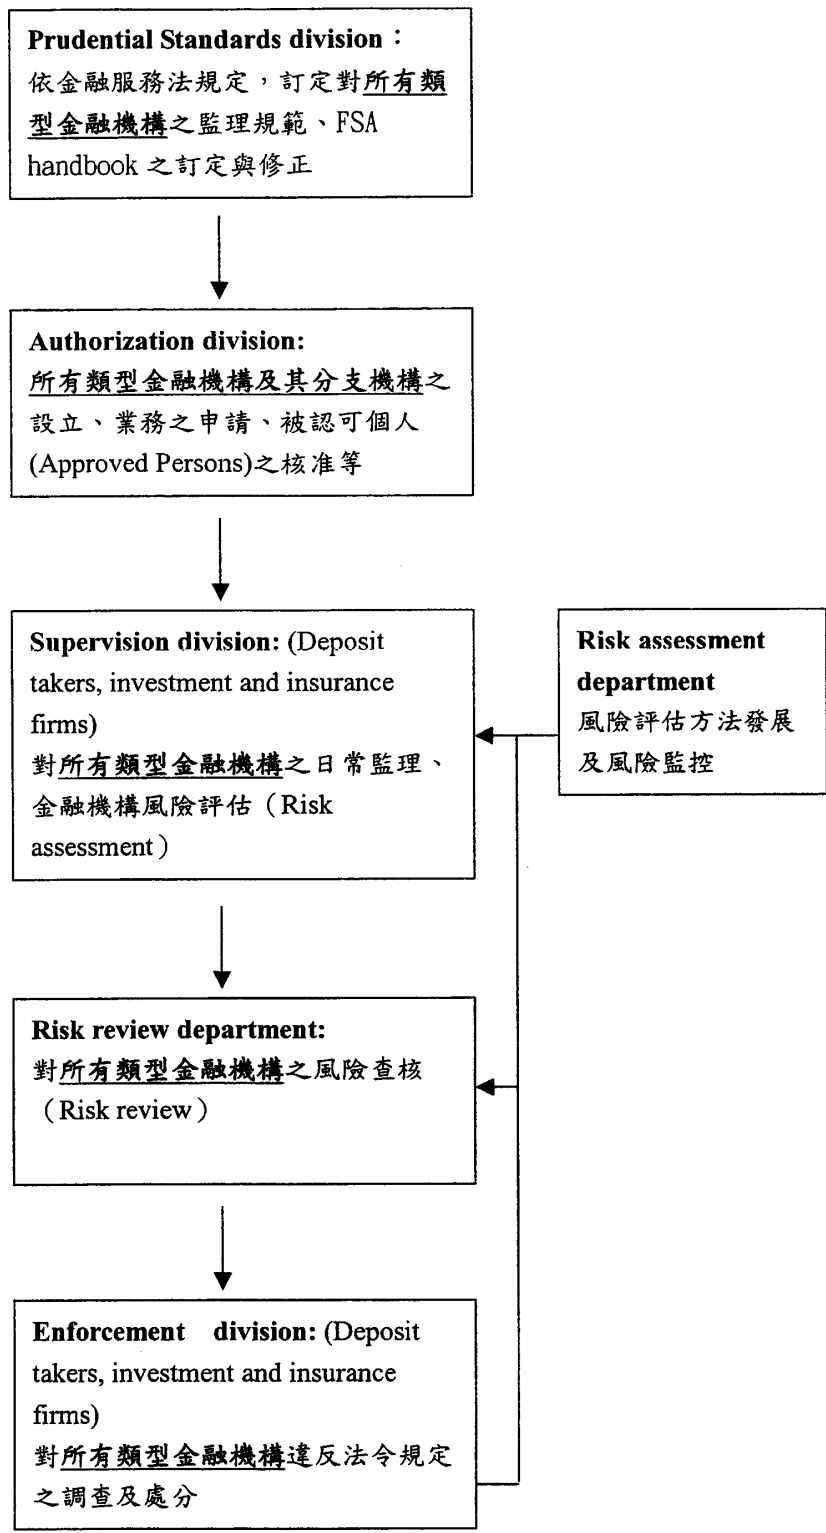 Prudential Standards division：
依金融服務法規定，訂定對所有類
型金融機構之監理規範、FSA
handbook 之訂定與修正
Authorization division:
所有類型金融機構及其分支機構之
設立、業務之申請、被認可個人
(Approved Persons)之核准等
Supervision division: (Deposit
takers, investment and insurance
firms)
對所有類型金融機構之日常監理、
金融機構風險評估（Risk
assessment）
Risk assessment
department
風險評估方法發展
及風險監控
Risk review department:
對所有類型金融機構之風險查核
（Risk review）
Enforcement division: (Deposit
takers, investment and insurance
firms)
對所有類型金融機構違反法令規定
之調查及處分